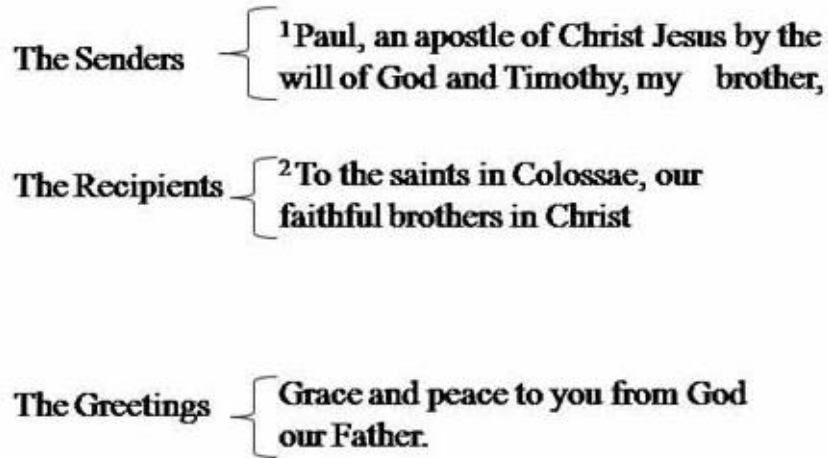 The Senders
¹Paul, an apostle of Christ Jesus by the
will of God and Timothy, my brother,
The Recipients
²To the saints in Colossae, our
faithful brothers in Christ
The Greetings
Grace and peace to you from God
our Father.